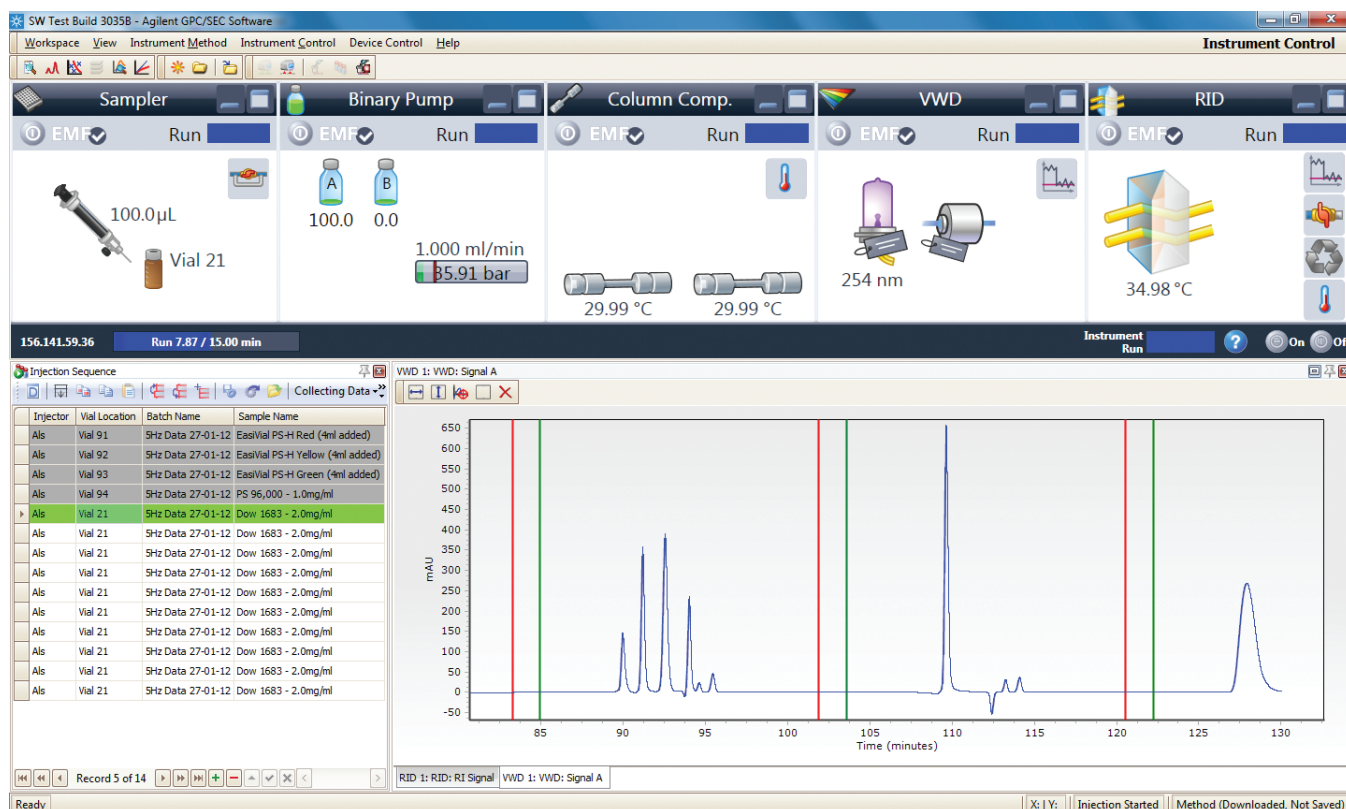 SW Test Build 3035B - Agilent GPC/SEC Software
Workspace View Instrument Method Instrument Control Device Control Help Instrument Control
Sampler Binary Pump Column Comp. VWD RID
EMF Run EMF Run EMF Run EMF Run EMF Run
A B
100.0µL 100.0 0.0
Vial 21 1.000 ml/min
35.91 bar
29.99 °C 29.99 °C
254 nm
34.98 °C
156.141.59.36 Run 7.87 / 15.00 min Instrument Run ? On Of
Injection Sequence VWD 1: VWD: Signal A
Collecting Data
Injector Vial Location Batch Name Sample Name
Als Vial 91 5Hz Data 27-01-12 EasiVial PS-H Red (4ml added)
Als Vial 92 5Hz Data 27-01-12 EasiVial PS-H Yellow (4ml added)
Als Vial 93 5Hz Data 27-01-12 EasiVial PS-H Green (4ml added)
Als Vial 94 5Hz Data 27-01-12 PS 96,000 - 1.0mg/ml
Als Vial 21 5Hz Data 27-01-12 Dow 1683 - 2.0mg/ml
Als Vial 21 5Hz Data 27-01-12 Dow 1683 - 2.0mg/ml
Als Vial 21 5Hz Data 27-01-12 Dow 1683 - 2.0mg/ml
Als Vial 21 5Hz Data 27-01-12 Dow 1683 - 2.0mg/ml
Als Vial 21 5Hz Data 27-01-12 Dow 1683 - 2.0mg/ml
Als Vial 21 5Hz Data 27-01-12 Dow 1683 - 2.0mg/ml
Als Vial 21 5Hz Data 27-01-12 Dow 1683 - 2.0mg/ml
Als Vial 21 5Hz Data 27-01-12 Dow 1683 - 2.0mg/ml
Als Vial 21 5Hz Data 27-01-12 Dow 1683 - 2.0mg/ml
Als Vial 21 5Hz Data 27-01-12 Dow 1683 - 2.0mg/ml
Record 5 of 14
mAU
650
600
550
500
450
400
350
300
250
200
150
100
50
0
-50
85 90 95 100 105 110 115 120 125 130
Time (minutes)
RID 1: RID: RI Signal VWD 1: VWD: Signal A
Ready X: | Y: Injection Started Method (Downloaded, Not Saved)